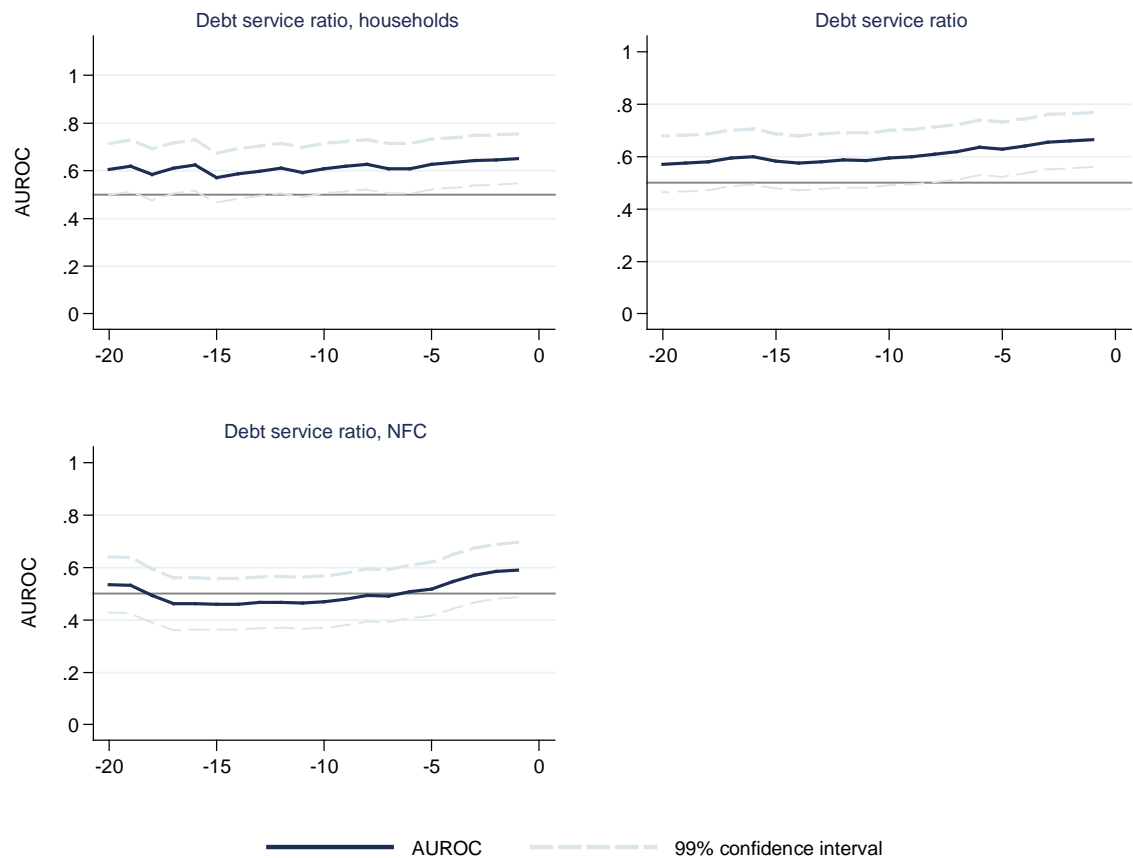 Debt service ratio, households
AUROC
1
.8
.6
.4
.2
0
-20 -15 -10 -5 0
Debt service ratio
1
.8
.6
.4
.2
0
-20 -15 -10 -5 0
Debt service ratio, NFC
AUROC
1
.8
.6
.4
.2
0
-20 -15 -10 -5 0
AUROC 99% confidence interval